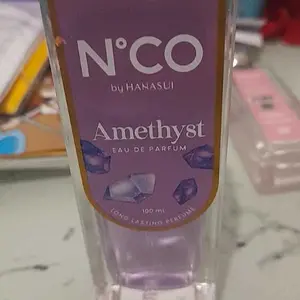 N°CO
by HANASUI
Amethyst
EAU DE PARFUM
100 ml
LONG LASTING PERFUME